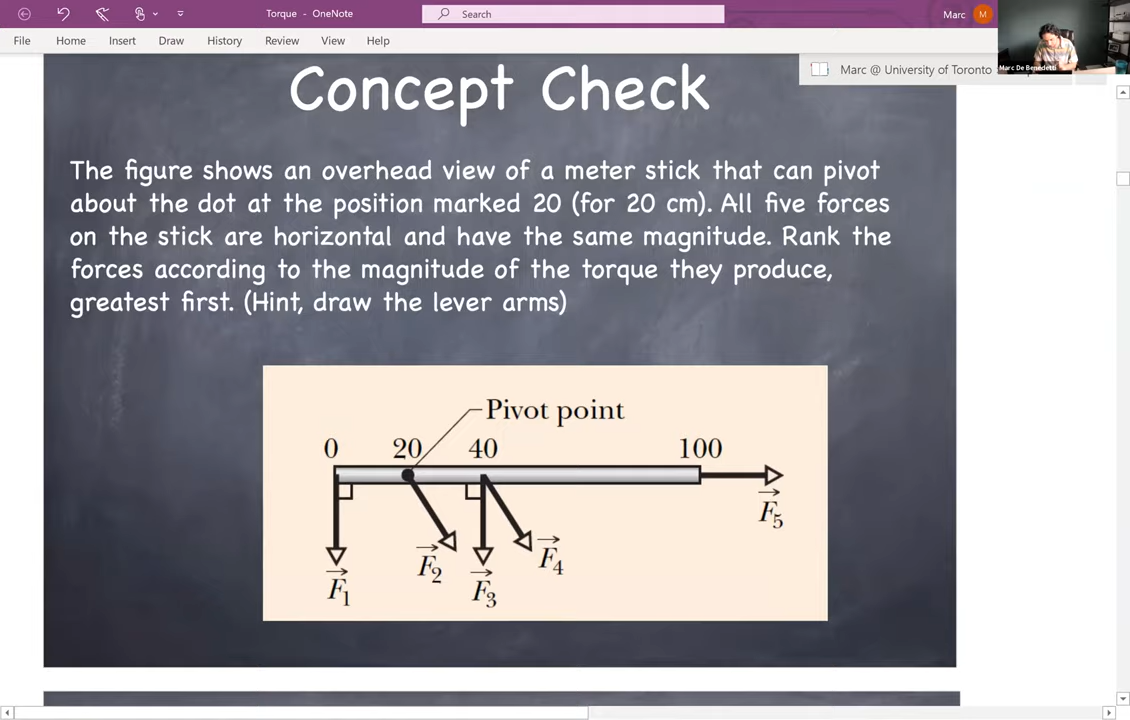 Torque - OneNote
Search
Marc
M
File Home Insert Draw History Review View Help
Marc @ University of Toronto
Marc De Benedetti
Concept Check
The figure shows an overhead view of a meter stick that can pivot
about the dot at the position marked 20 (for 20 cm). All five forces
on the stick are horizontal and have the same magnitude. Rank the
forces according to the magnitude of the torque they produce,
greatest first. (Hint, draw the lever arms)
Pivot point
0 20 40 100
F5
F2
F4
F1
F3